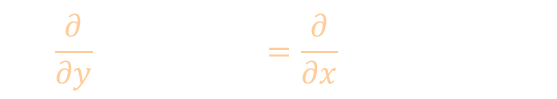 ∂/∂y = ∂/∂x